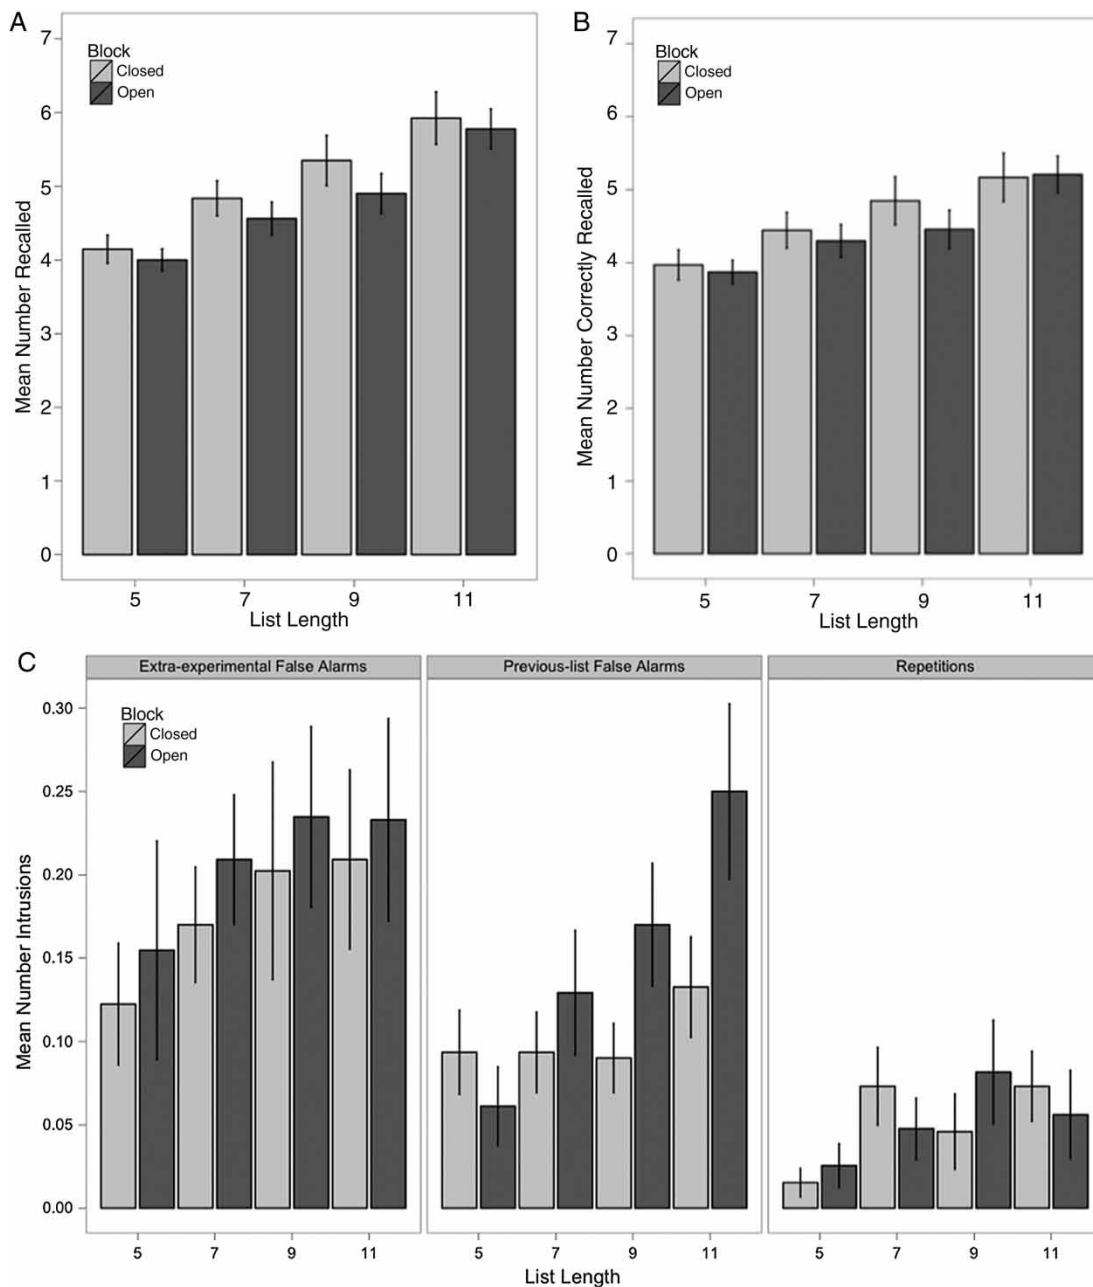 A
Mean Number Recalled
7
6
5
4
3
2
1
0
Block
Closed
Open
5 7 9 11
List Length
B
Mean Number Correctly Recalled
7
6
5
4
3
2
1
0
Block
Closed
Open
5 7 9 11
List Length
C
Extra-experimental False Alarms
Previous-list False Alarms
Repetitions
Mean Number Intrusions
0.30
0.25
0.20
0.15
0.10
0.05
0.00
Block
Closed
Open
5 7 9 11
5 7 9 11
5 7 9 11
List Length